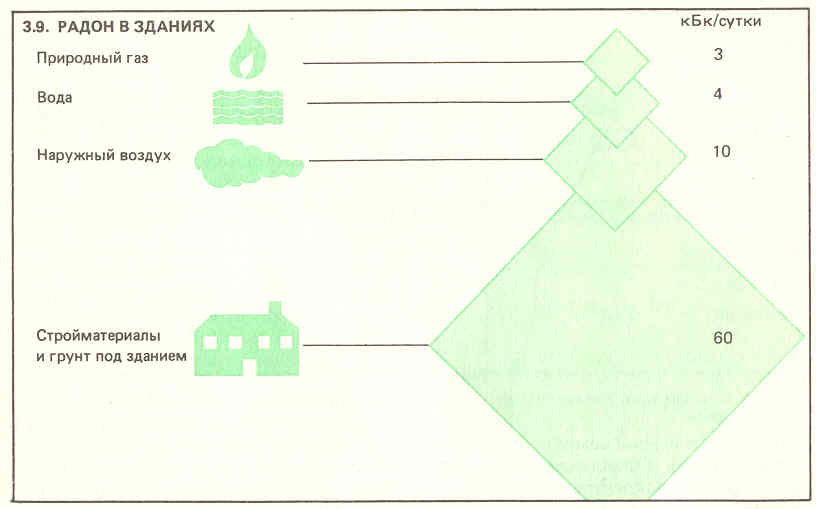 3.9. РАДОН В ЗДАНИЯХ
кБк/сутки
Природный газ
3
Вода
4
Наружный воздух
10
Стройматериалы
и грунт под зданием
60